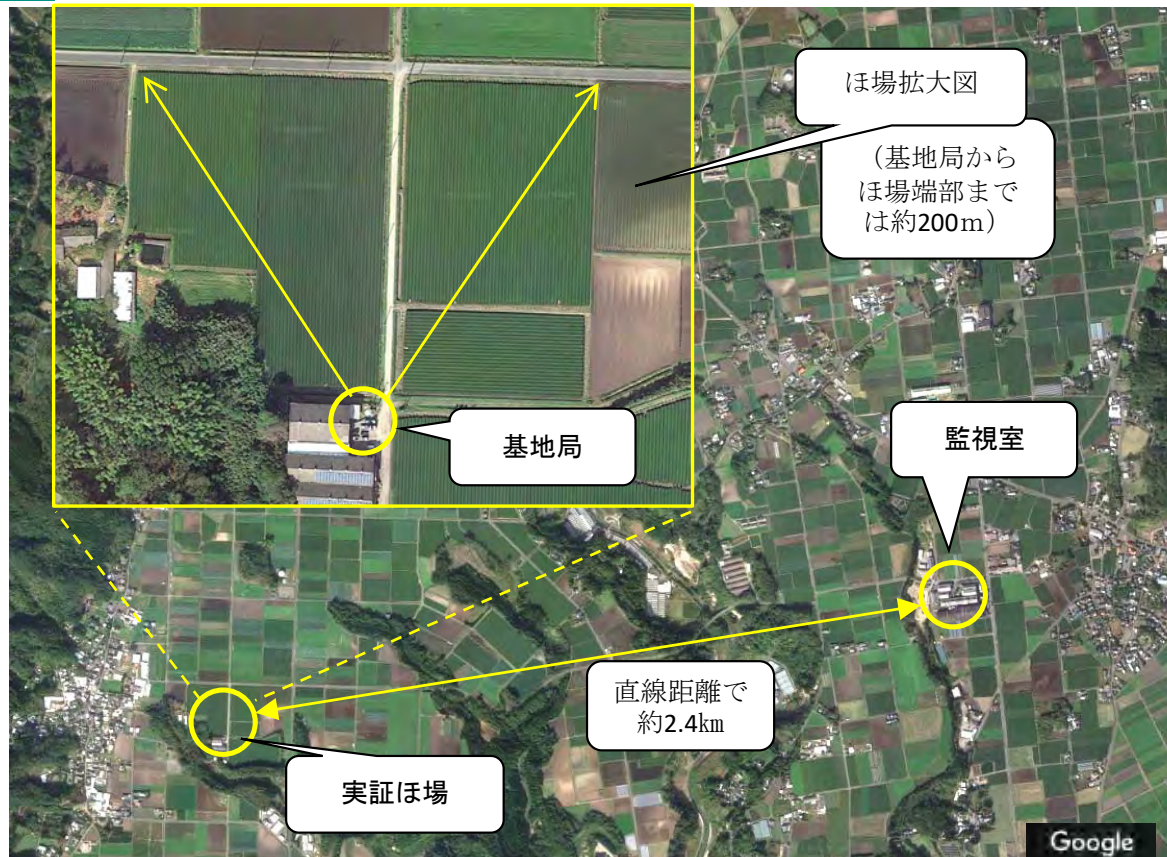 ほ場拡大図
（基地局から
ほ場端部まで
は約200ｍ）
基地局
監視室
直線距離で
約2.4㎞
実証ほ場
Google